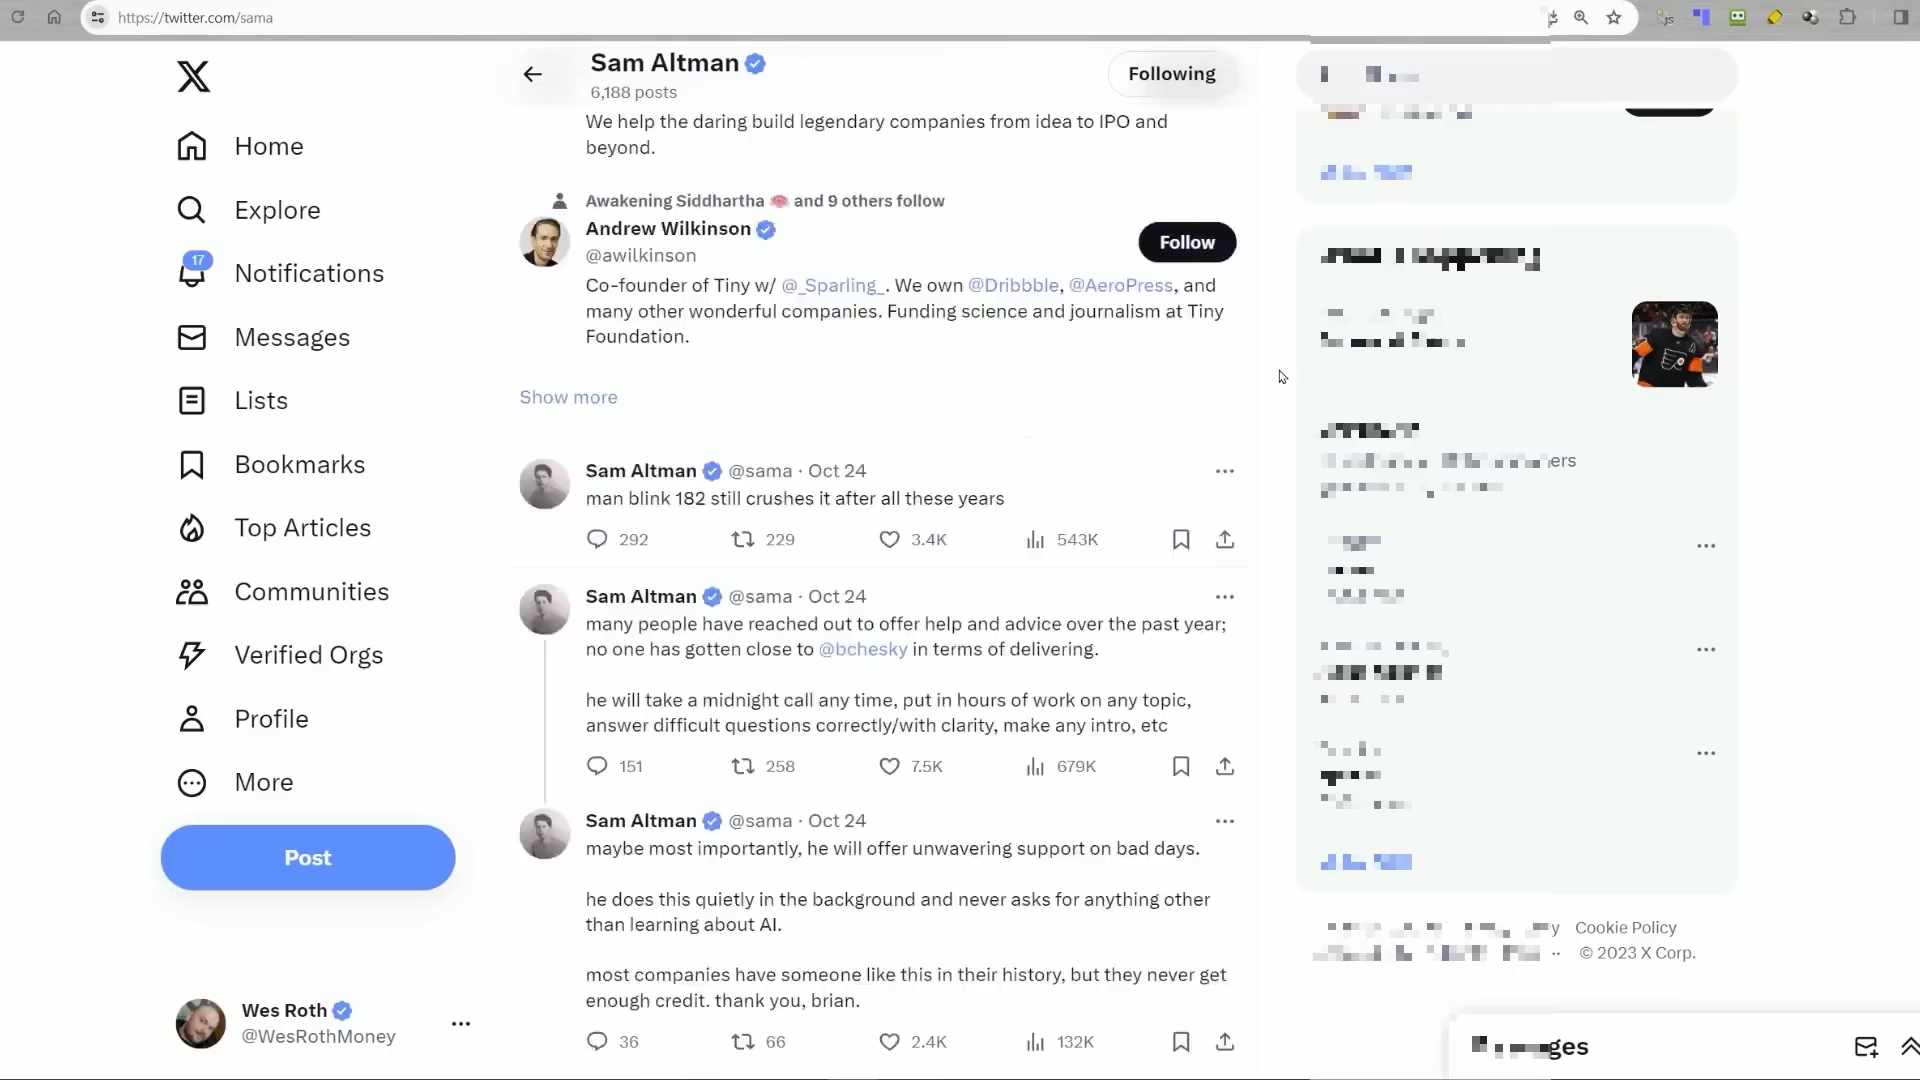 https://twitter.com/sama
Home
Explore
17
Notifications
Messages
Lists
Bookmarks
Top Articles
Communities
Verified Orgs
Profile
More
Post
Wes Roth
@WesRothMoney
Sam Altman
6,188 posts
Following
We help the daring build legendary companies from idea to IPO and
beyond.
Awakening Siddhartha and 9 others follow
Andrew Wilkinson
@awilkinson
Follow
Co-founder of Tiny w/ @_Sparling_. We own @Dribbble, @AeroPress, and
many other wonderful companies. Funding science and journalism at Tiny
Foundation.
Show more
Sam Altman @sama · Oct 24
man blink 182 still crushes it after all these years
292 229 3.4K 543K
Sam Altman @sama · Oct 24
many people have reached out to offer help and advice over the past year;
no one has gotten close to @bchesky in terms of delivering.
he will take a midnight call any time, put in hours of work on any topic,
answer difficult questions correctly/with clarity, make any intro, etc
151 258 7.5K 679K
Sam Altman @sama · Oct 24
maybe most importantly, he will offer unwavering support on bad days.
he does this quietly in the background and never asks for anything other
than learning about AI.
most companies have someone like this in their history, but they never get
enough credit. thank you, brian.
36 66 2.4K 132K
Cookie Policy
© 2023 X Corp.